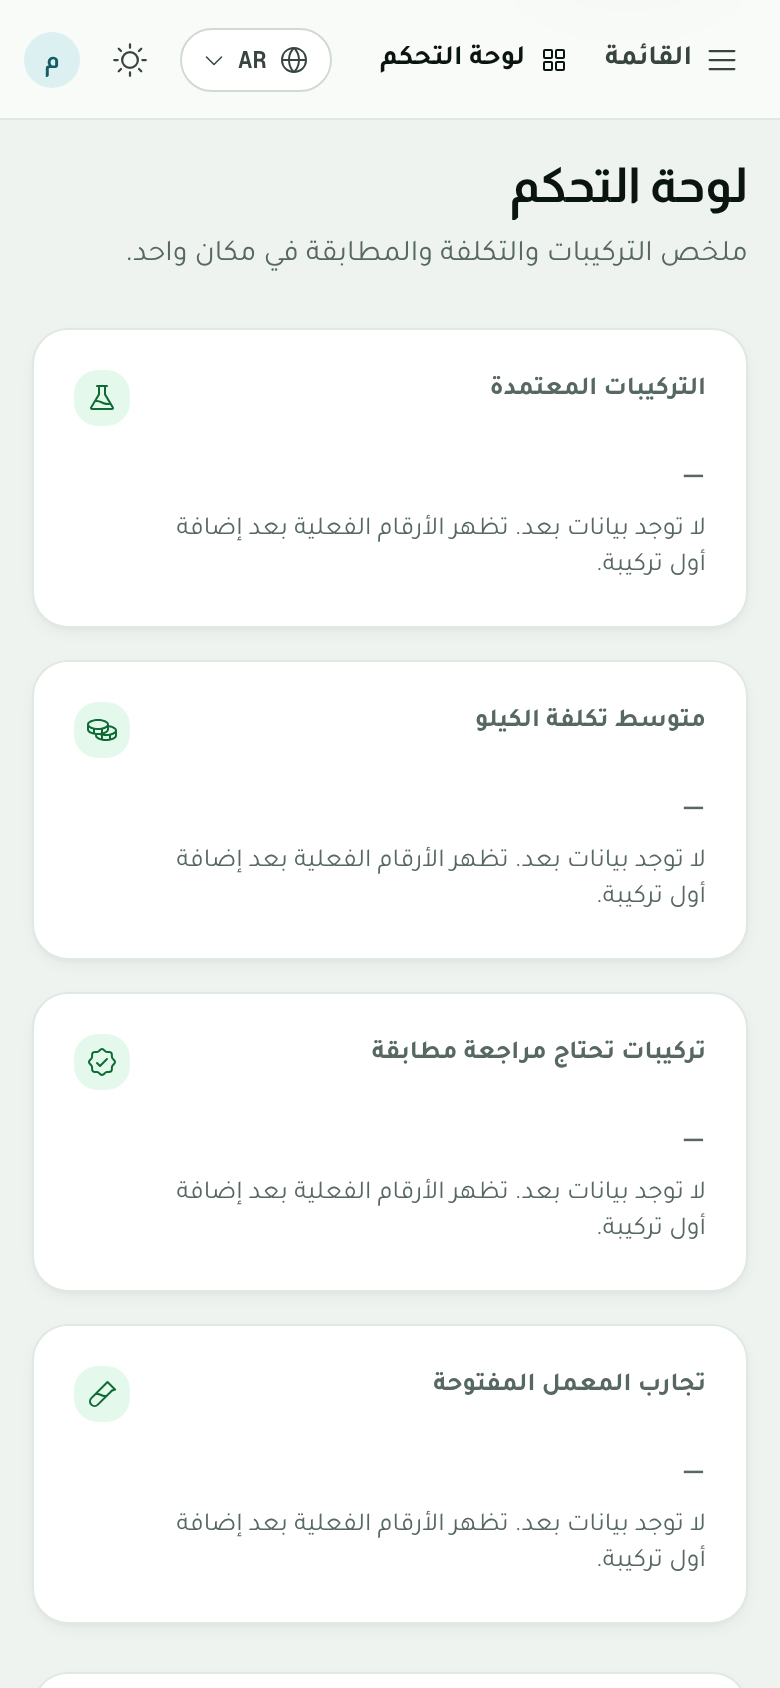 القائمة
لوحة التحكم
AR
م
لوحة التحكم
ملخص التركيبات والتكلفة والمطابقة في مكان واحد.
التركيبات المعتمدة
—
لا توجد بيانات بعد. تظهر الأرقام الفعلية بعد إضافة
أول تركيبة.
متوسط تكلفة الكيلو
—
لا توجد بيانات بعد. تظهر الأرقام الفعلية بعد إضافة
أول تركيبة.
تركيبات تحتاج مراجعة مطابقة
—
لا توجد بيانات بعد. تظهر الأرقام الفعلية بعد إضافة
أول تركيبة.
تجارب المعمل المفتوحة
—
لا توجد بيانات بعد. تظهر الأرقام الفعلية بعد إضافة
أول تركيبة.